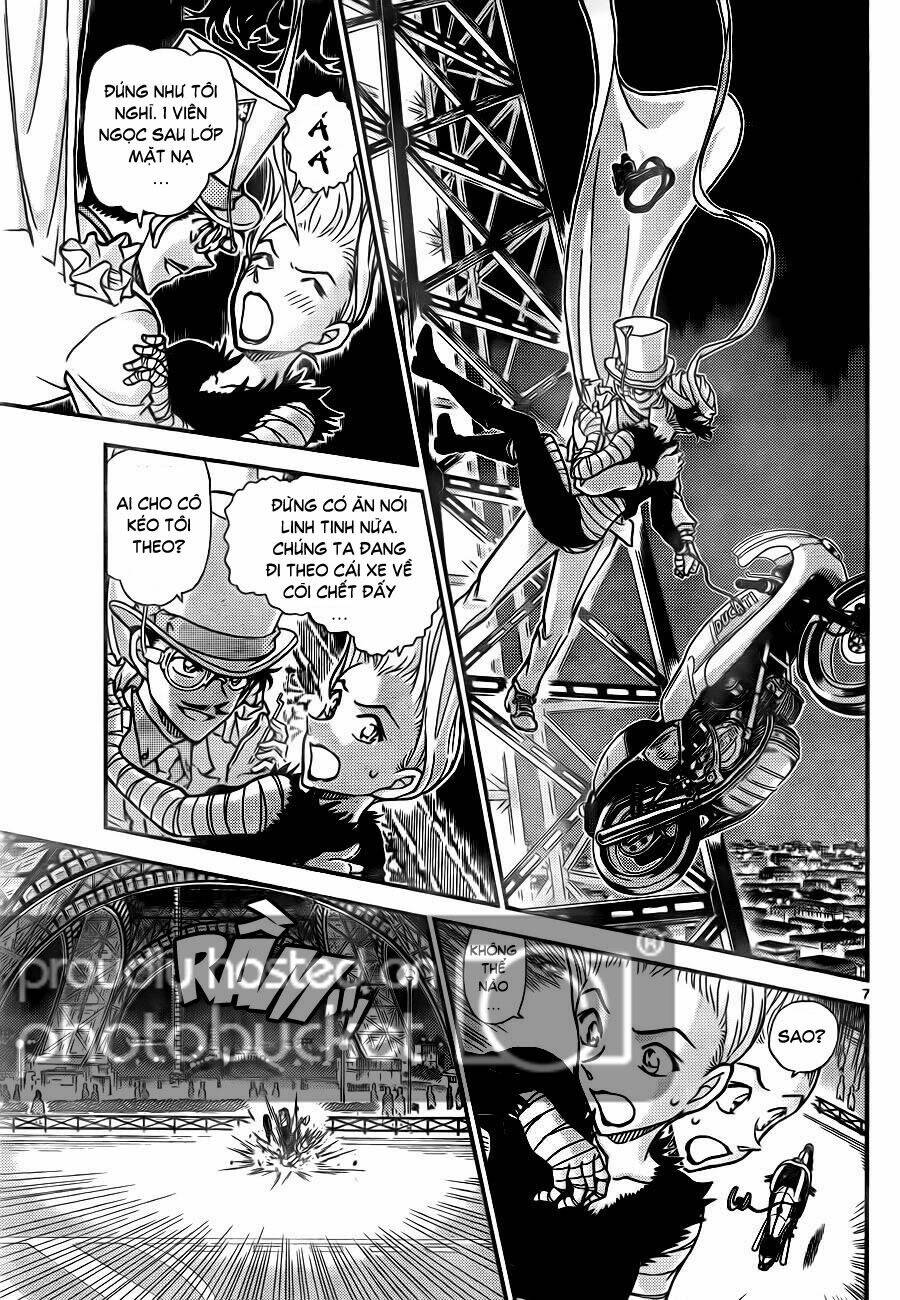 ĐÚNG NHƯ TÔI
NGHĨ. 1 VIÊN
NGỌC SAU LỚP
MẶT NẠ
...
Á
Á
DUCATI
AI CHO CÔ
KÉO TÔI
THEO?
ĐỪNG CÓ ĂN NÓI
LINH TINH NỮA.
CHÚNG TA ĐANG
ĐI THEO CÁI XE VỀ
CÕI CHẾT ĐẤY
...
RẦM!!
KHÔNG
THỂ
NÀO
...
SAO?
7
photobucket
®